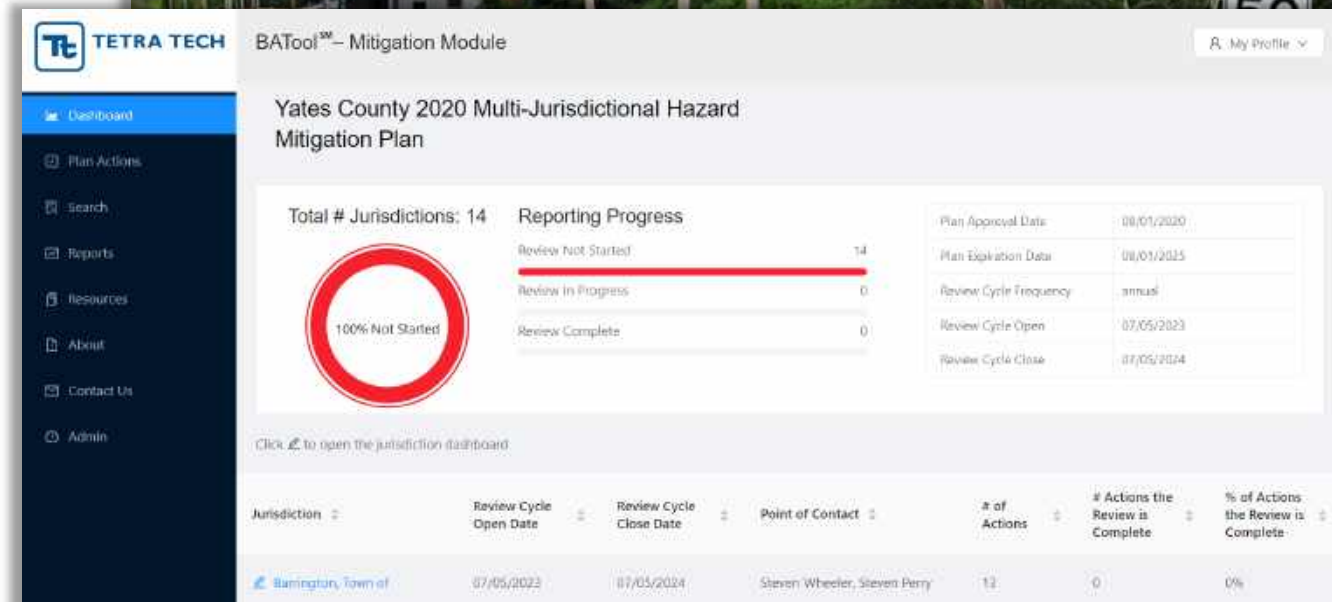 Tt TETRA TECH
BATool℠– Mitigation Module
My Profile
Dashboard
Plan Actions
Search
Reports
Resources
About
Contact Us
Admin
Yates County 2020 Multi-Jurisdictional Hazard
Mitigation Plan
Total # Jurisdictions: 14
100% Not Started
Reporting Progress
Review Not Started 14
Review In Progress 0
Review Complete 0
Plan Approval Date 08/01/2020
Plan Expiration Date 08/01/2025
Review Cycle Frequency annual
Review Cycle Open 07/05/2023
Review Cycle Close 07/05/2024
Click to open the jurisdiction dashboard
Jurisdiction
Review Cycle
Open Date
Review Cycle
Close Date
Point of Contact
# of
Actions
# Actions the
Review is
Complete
% of Actions
the Review is
Complete
Barrington, Town of 07/05/2023 07/05/2024 Steven Wheeler, Steven Perry 12 0 0%